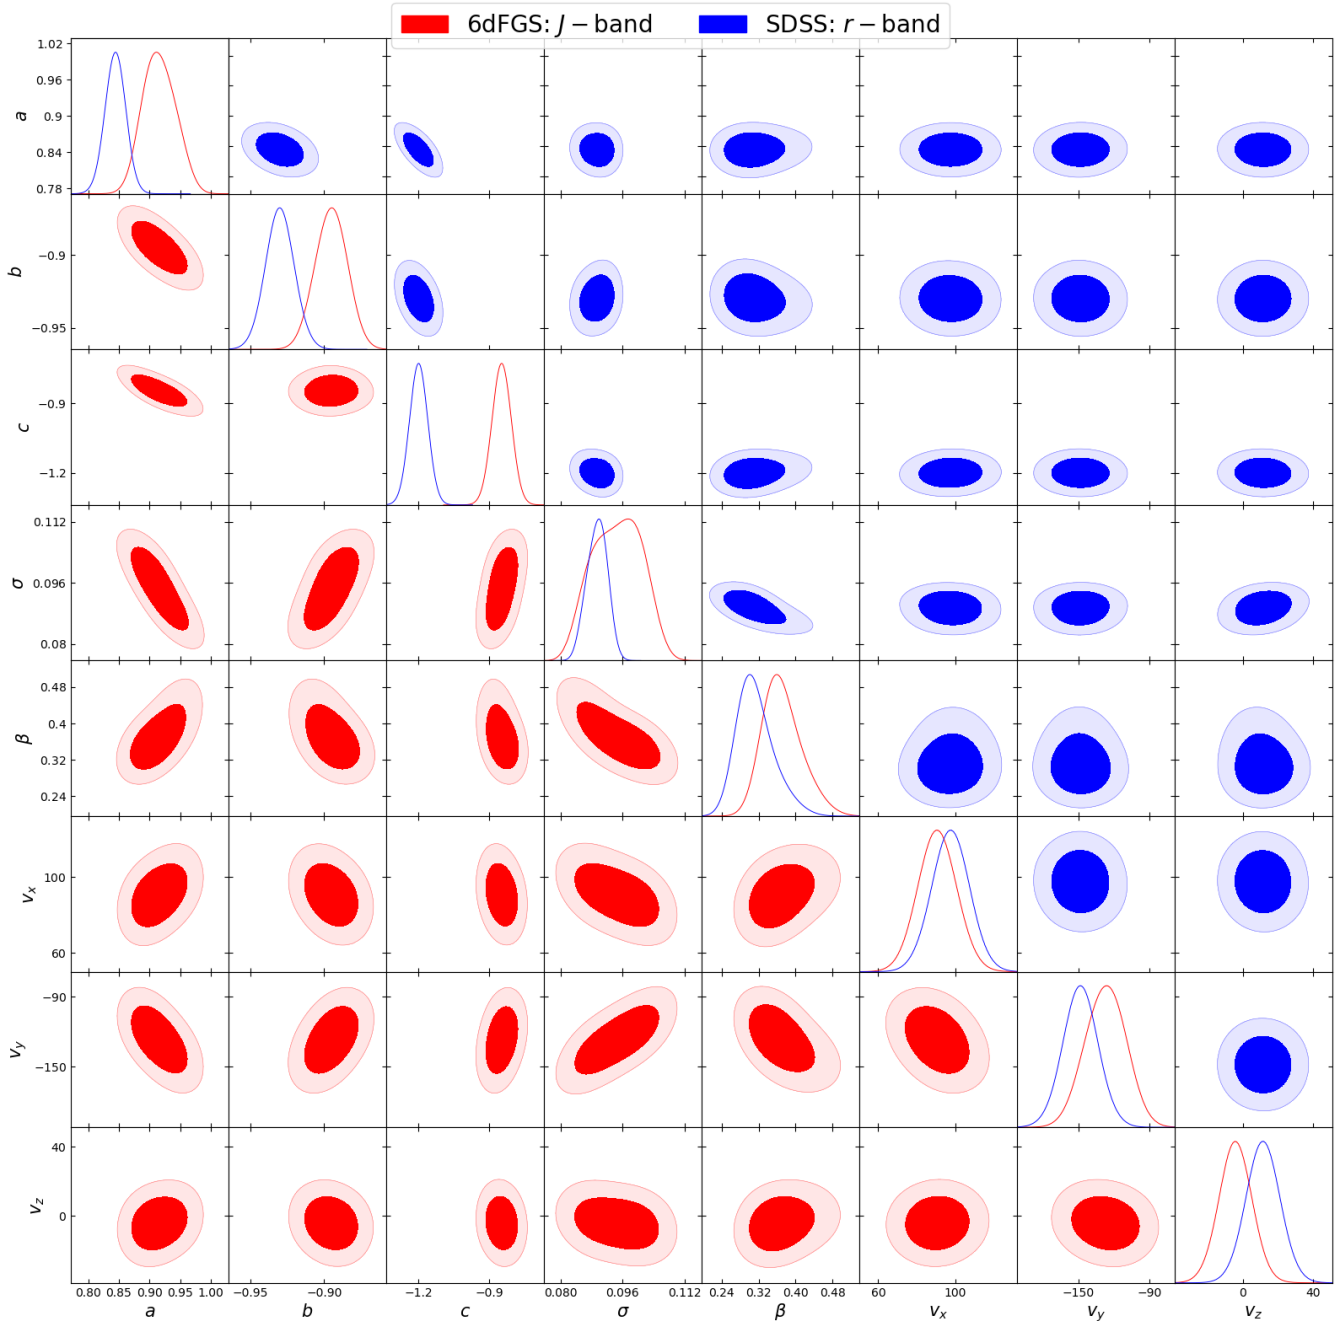 6dFGS: J − band SDSS: r − band
1.02
0.96
0.9
0.84
0.78
a
−0.9
−0.95
b
−0.9
−1.2
c
0.112
0.096
0.08
σ
0.48
0.4
0.32
0.24
β
100
60
v_x
−90
−150
v_y
40
0
v_z
0.80 0.85 0.90 0.95 1.00 −0.95 −0.90 −1.2 −0.9 0.080 0.096 0.112 0.24 0.32 0.40 0.48 60 100 −150 −90 0 40
a b c σ β v_x v_y v_z